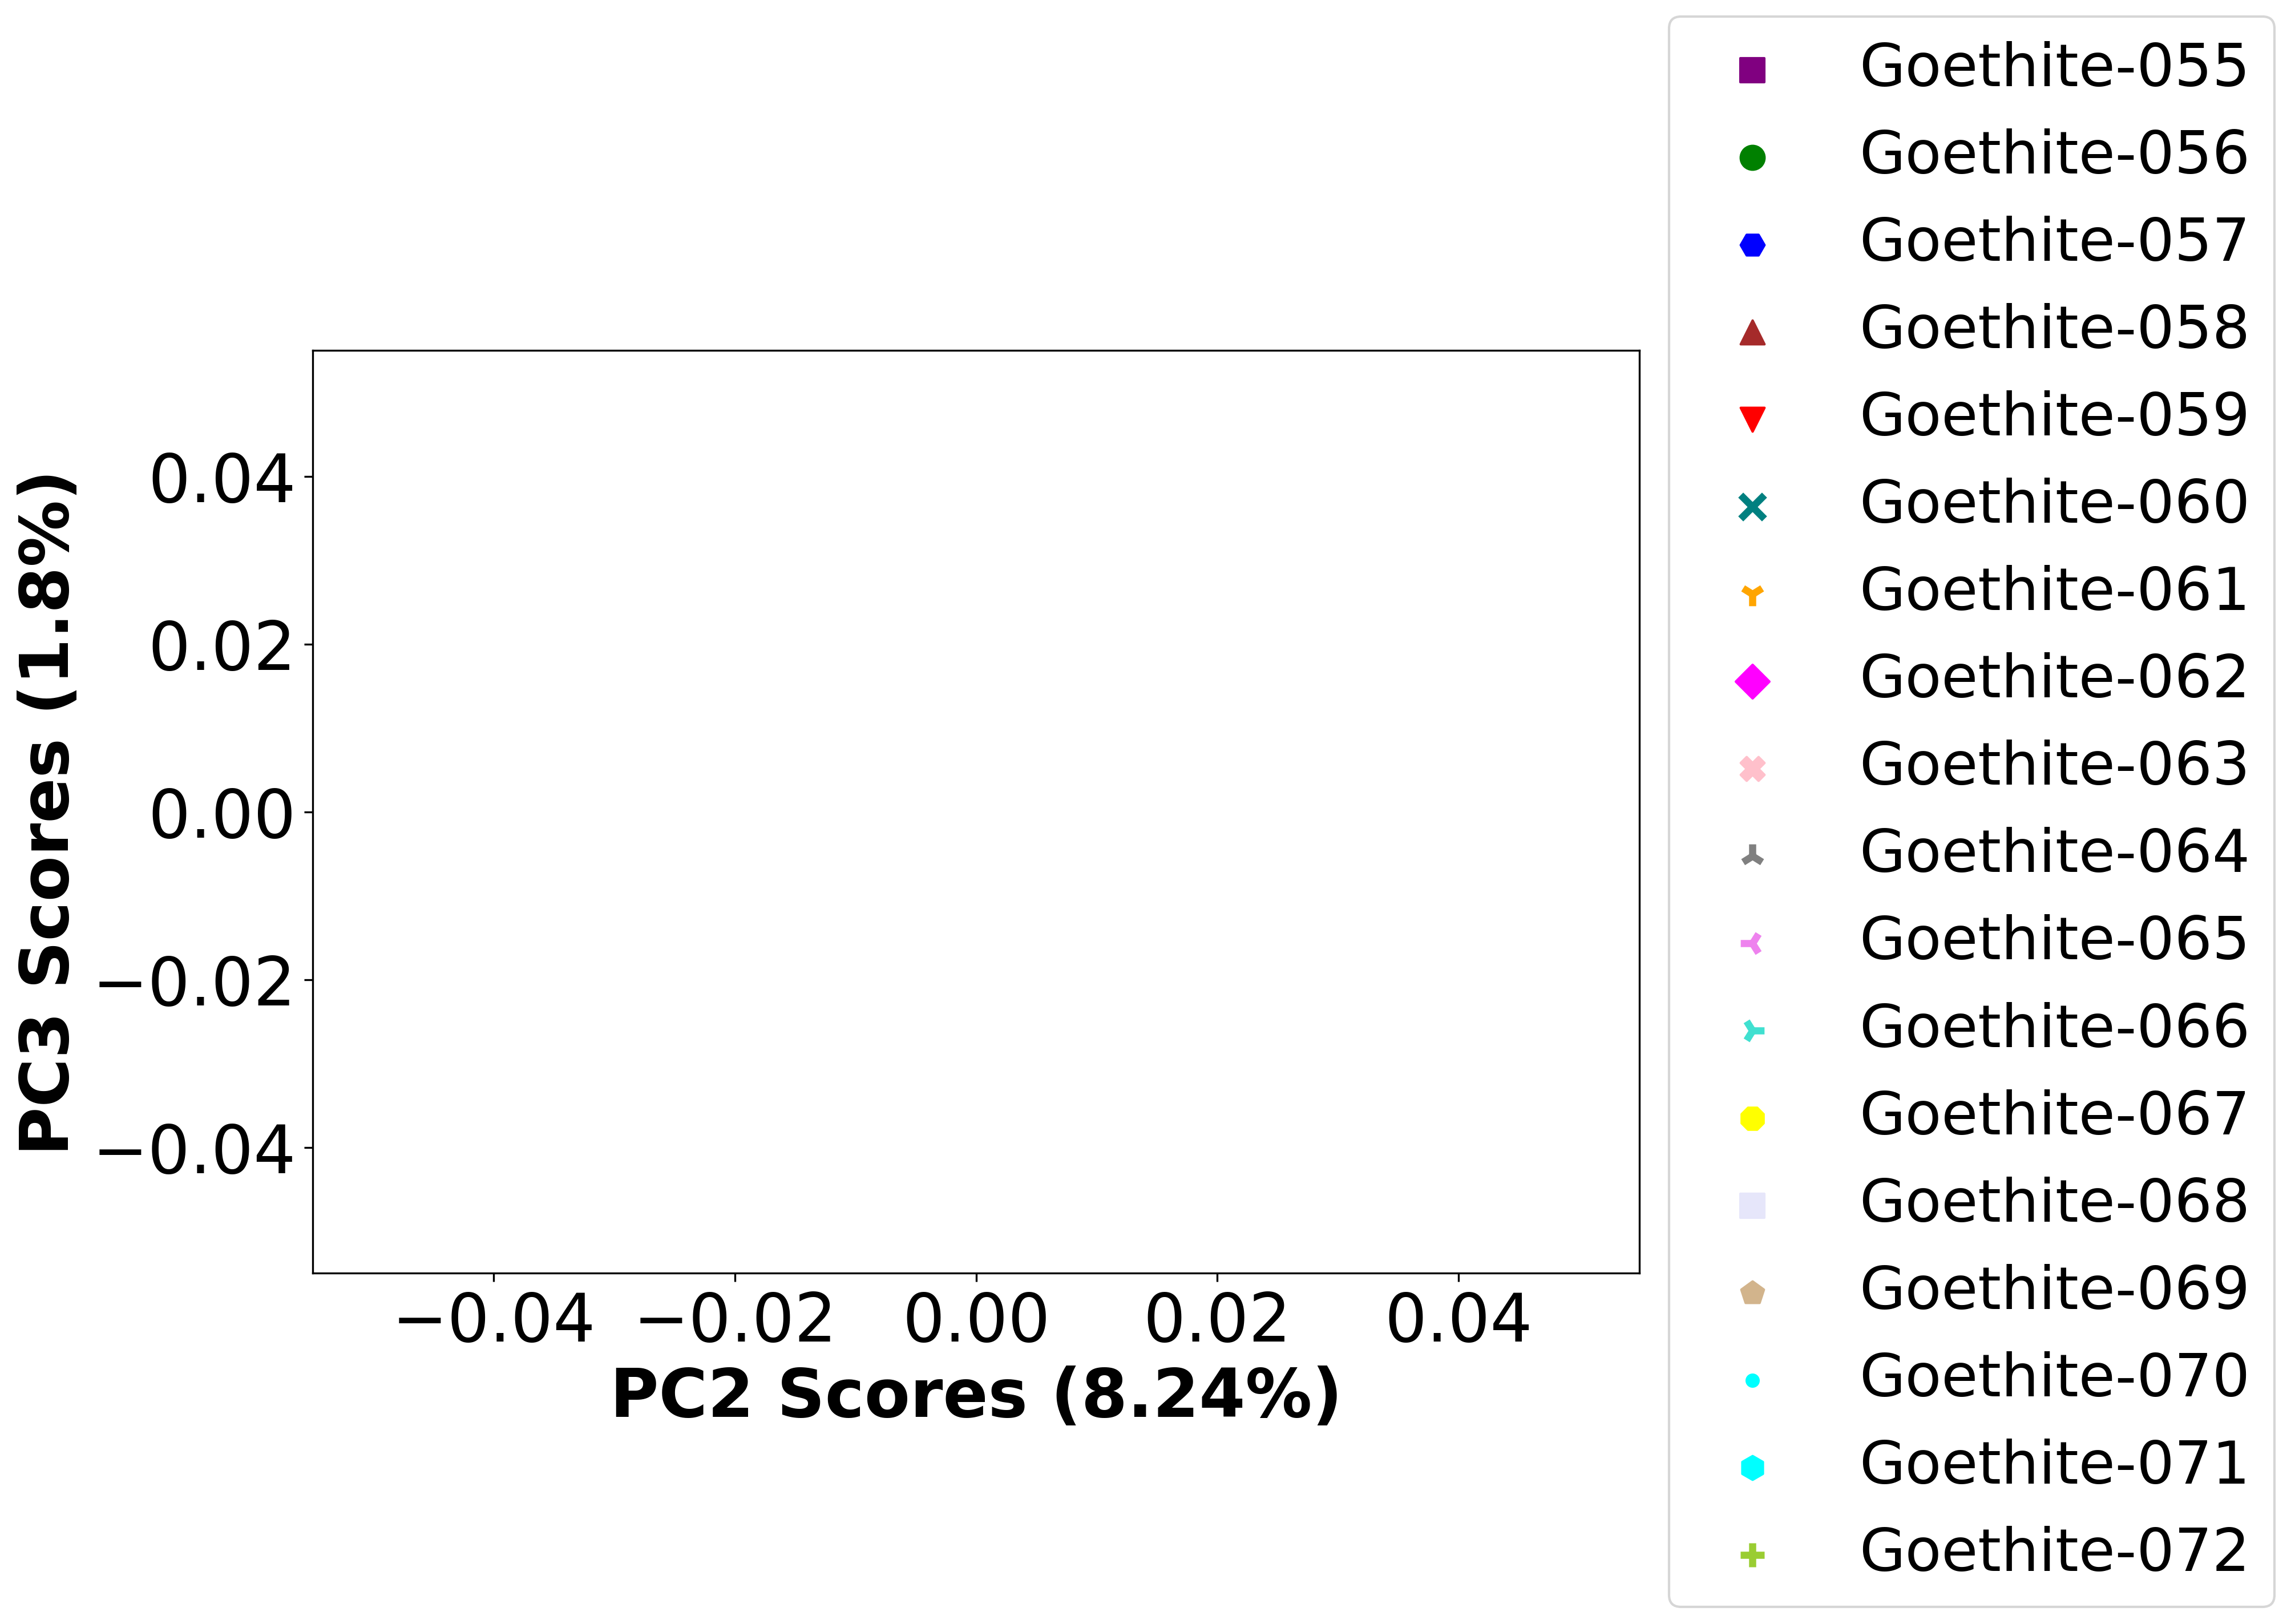 PC3 Scores (1.8%)
0.04
0.02
0.00
−0.02
−0.04
−0.04 −0.02 0.00 0.02 0.04
PC2 Scores (8.24%)
Goethite-055
Goethite-056
Goethite-057
Goethite-058
Goethite-059
Goethite-060
Goethite-061
Goethite-062
Goethite-063
Goethite-064
Goethite-065
Goethite-066
Goethite-067
Goethite-068
Goethite-069
Goethite-070
Goethite-071
Goethite-072